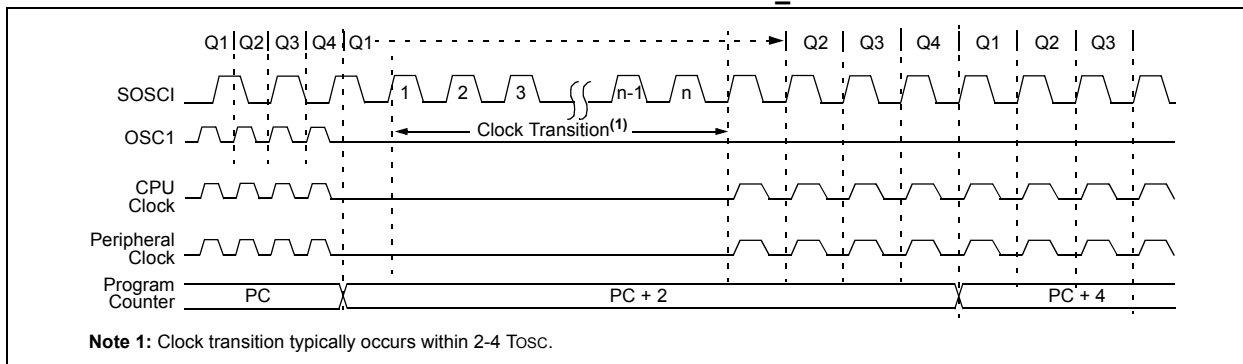 Q1 Q2 Q3 Q4 Q1 Q2 Q3 Q4 Q1 Q2 Q3
SOSCI
1 2 3 n-1 n
Clock Transition(1)
OSC1
CPU
Clock
Peripheral
Clock
Program
Counter
PC PC + 2 PC + 4
Note 1: Clock transition typically occurs within 2-4 TOSC.